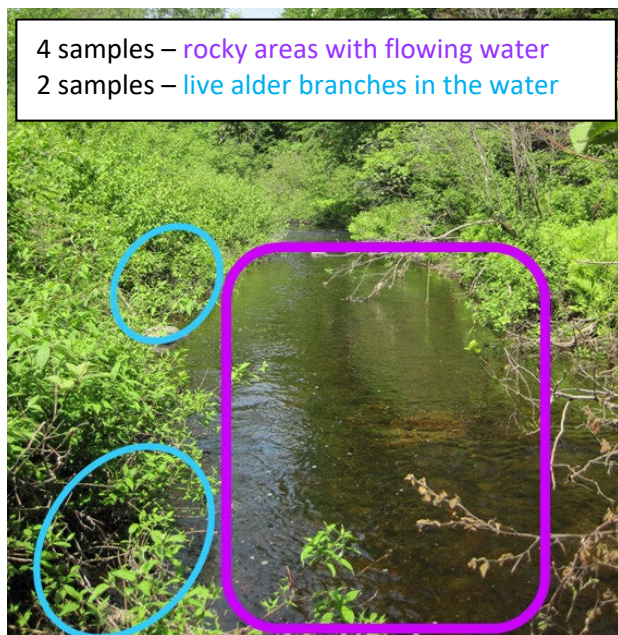 4 samples – rocky areas with flowing water
2 samples – live alder branches in the water